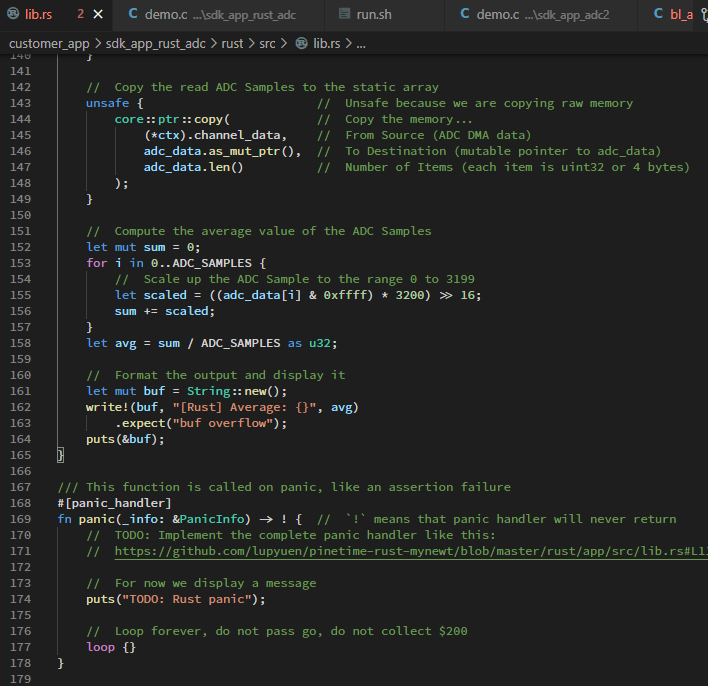 lib.rs 2 × demo.c ...\sdk_app_rust_adc run.sh demo.c ...\sdk_app_adc2 bl_a
customer_app > sdk_app_rust_adc > rust > src > lib.rs > ...
140 }
141
142 // Copy the read ADC Samples to the static array
143 unsafe { // Unsafe because we are copying raw memory
144 core::ptr::copy( // Copy the memory...
145 (*ctx).channel_data, // From Source (ADC DMA data)
146 adc_data.as_mut_ptr(), // To Destination (mutable pointer to adc_data)
147 adc_data.len() // Number of Items (each item is uint32 or 4 bytes)
148 );
149 }
150
151 // Compute the average value of the ADC Samples
152 let mut sum = 0;
153 for i in 0..ADC_SAMPLES {
154 // Scale up the ADC Sample to the range 0 to 3199
155 let scaled = ((adc_data[i] & 0xffff) * 3200) >> 16;
156 sum += scaled;
157 }
158 let avg = sum / ADC_SAMPLES as u32;
159
160 // Format the output and display it
161 let mut buf = String::new();
162 write!(buf, "[Rust] Average: {}", avg)
163 .expect("buf overflow");
164 puts(&buf);
165 }
166
167 /// This function is called on panic, like an assertion failure
168 #[panic_handler]
169 fn panic(_info: &PanicInfo) -> ! { // `!` means that panic handler will never return
170 // TODO: Implement the complete panic handler like this:
171 // https://github.com/lupyuen/pinetime-rust-mynewt/blob/master/rust/app/src/lib.rs#L11
172
173 // For now we display a message
174 puts("TODO: Rust panic");
175
176 // Loop forever, do not pass go, do not collect $200
177 loop {}
178 }
179